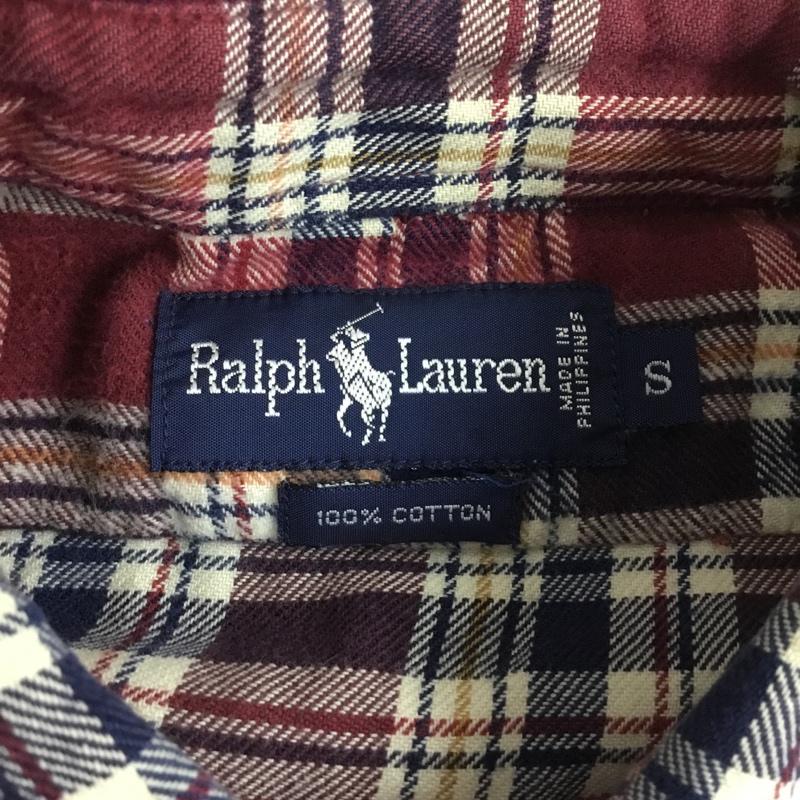 Ralph Lauren
MADE IN
PHILIPPINES
S
100% COTTON